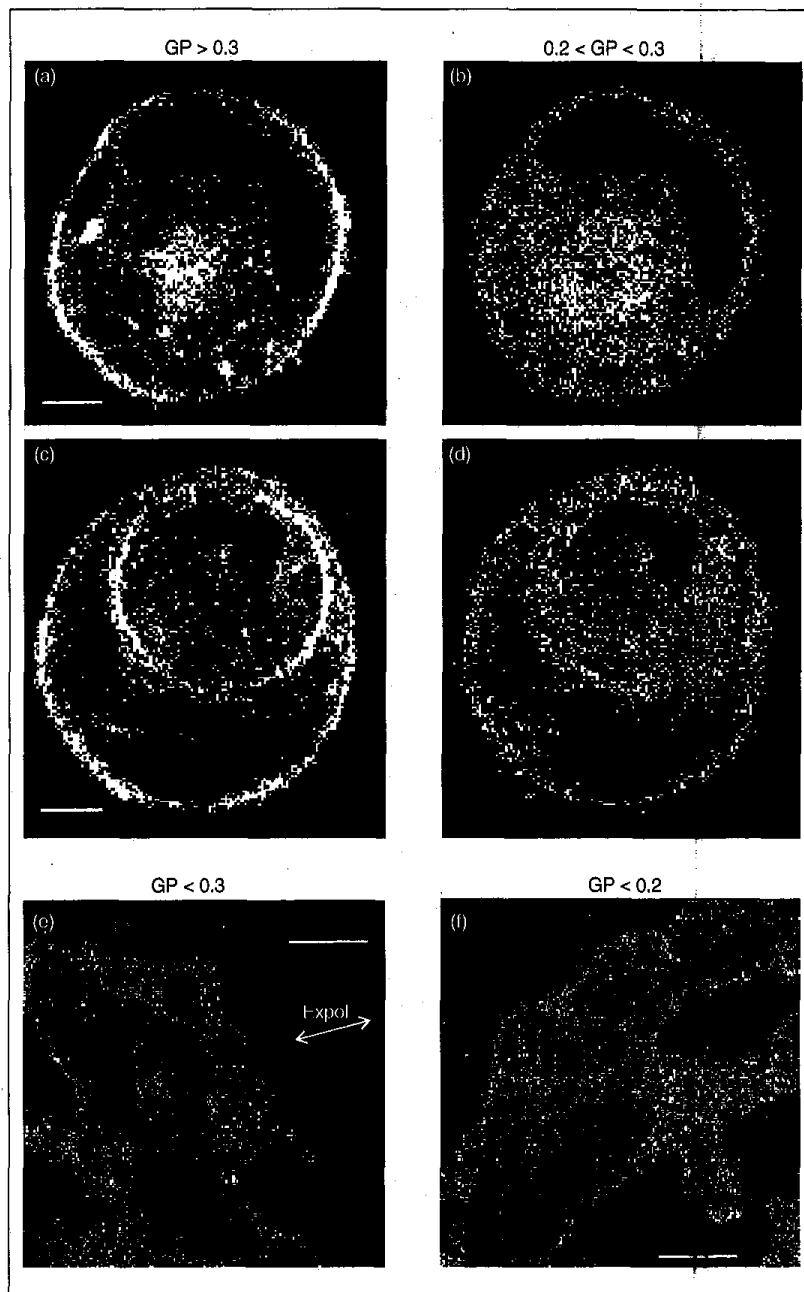 GP > 0.3
0.2 < GP < 0.3
(a)
(b)
(c)
(d)
GP < 0.3
GP < 0.2
(e)
(f)
Expol